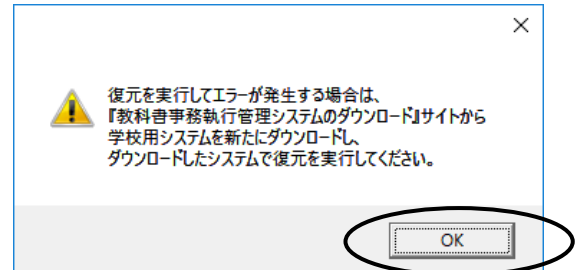 復元を実行してエラーが発生する場合は、
『教科書事務執行管理システムのダウンロード』サイトから
学校用システムを新たにダウンロードし、
ダウンロードしたシステムで復元を実行してください。
OK